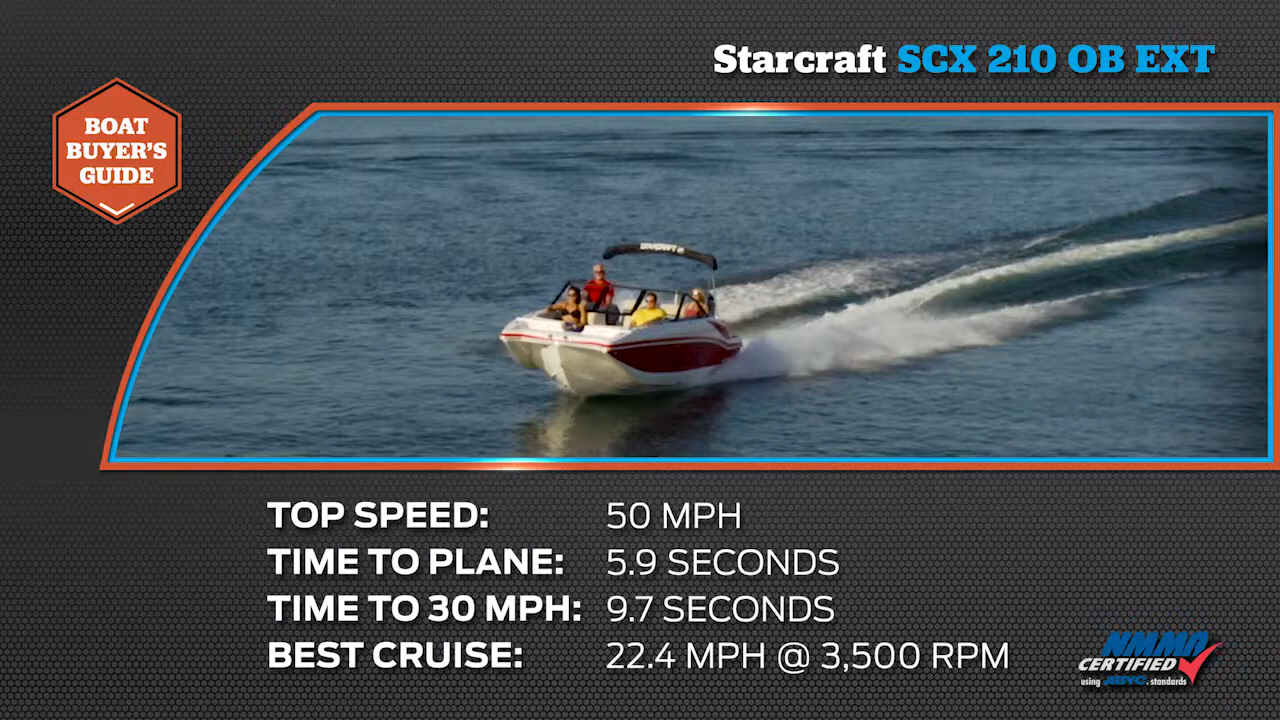 Starcraft SCX 210 OB EXT
BOAT
BUYER'S
GUIDE
TOP SPEED: 50 MPH
TIME TO PLANE: 5.9 SECONDS
TIME TO 30 MPH: 9.7 SECONDS
BEST CRUISE: 22.4 MPH @ 3,500 RPM
NMMA
CERTIFIED
using ABYC. standards